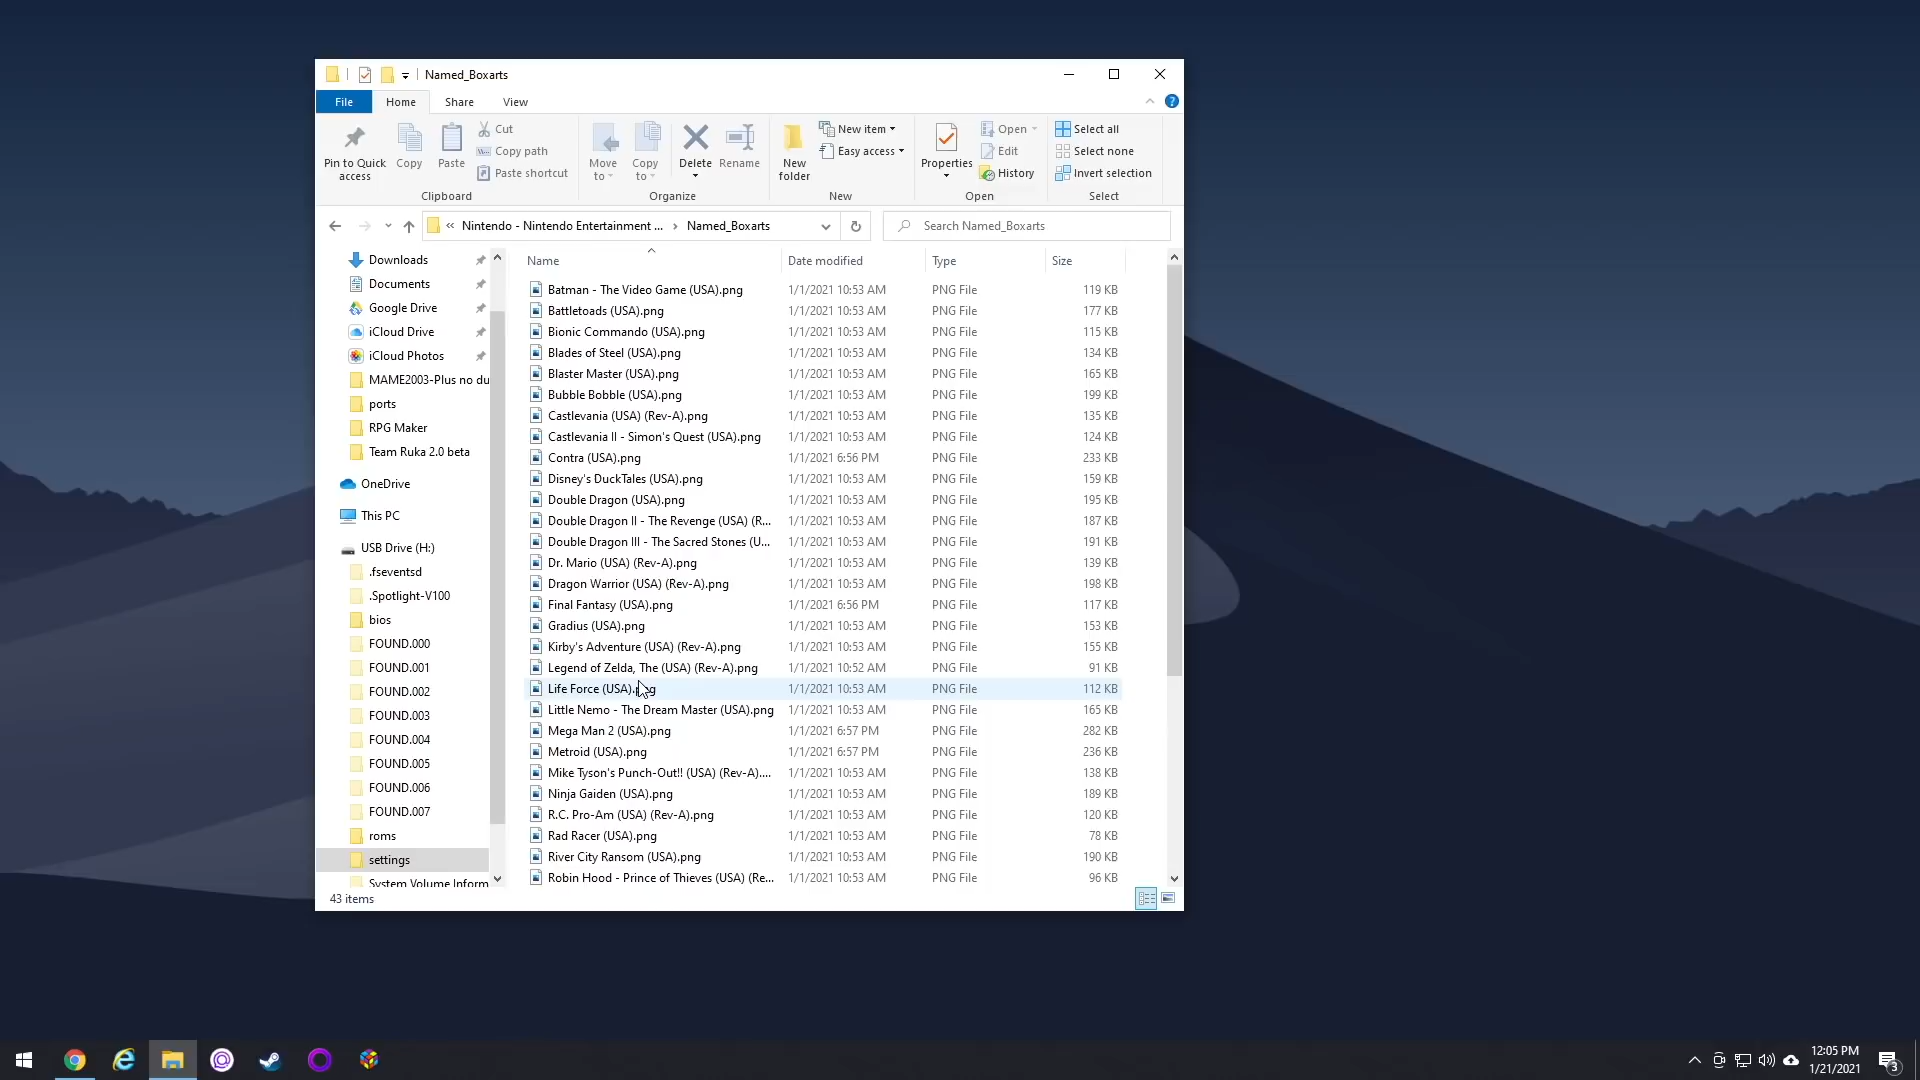 Named_Boxarts
File Home Share View
Pin to Quick access
Copy
Paste
Cut
Copy path
Paste shortcut
Clipboard
Move to
Copy to
Delete
Rename
Organize
New folder
New item
Easy access
New
Properties
Open
Edit
History
Open
Select all
Select none
Invert selection
Select
« Nintendo - Nintendo Entertainment ... › Named_Boxarts
Search Named_Boxarts
Downloads
Documents
Google Drive
iCloud Drive
iCloud Photos
MAME2003-Plus no du
ports
RPG Maker
Team Ruka 2.0 beta
OneDrive
This PC
USB Drive (H:)
.fseventsd
.Spotlight-V100
bios
FOUND.000
FOUND.001
FOUND.002
FOUND.003
FOUND.004
FOUND.005
FOUND.006
FOUND.007
roms
settings
System Volume Inform
Name Date modified Type Size
Batman - The Video Game (USA).png 1/1/2021 10:53 AM PNG File 119 KB
Battletoads (USA).png 1/1/2021 10:53 AM PNG File 177 KB
Bionic Commando (USA).png 1/1/2021 10:53 AM PNG File 115 KB
Blades of Steel (USA).png 1/1/2021 10:53 AM PNG File 134 KB
Blaster Master (USA).png 1/1/2021 10:53 AM PNG File 165 KB
Bubble Bobble (USA).png 1/1/2021 10:53 AM PNG File 199 KB
Castlevania (USA) (Rev-A).png 1/1/2021 10:53 AM PNG File 135 KB
Castlevania II - Simon's Quest (USA).png 1/1/2021 10:53 AM PNG File 124 KB
Contra (USA).png 1/1/2021 6:56 PM PNG File 233 KB
Disney's DuckTales (USA).png 1/1/2021 10:53 AM PNG File 159 KB
Double Dragon (USA).png 1/1/2021 10:53 AM PNG File 195 KB
Double Dragon II - The Revenge (USA) (R... 1/1/2021 10:53 AM PNG File 187 KB
Double Dragon III - The Sacred Stones (U... 1/1/2021 10:53 AM PNG File 191 KB
Dr. Mario (USA) (Rev-A).png 1/1/2021 10:53 AM PNG File 139 KB
Dragon Warrior (USA) (Rev-A).png 1/1/2021 10:53 AM PNG File 198 KB
Final Fantasy (USA).png 1/1/2021 6:56 PM PNG File 117 KB
Gradius (USA).png 1/1/2021 10:53 AM PNG File 153 KB
Kirby's Adventure (USA) (Rev-A).png 1/1/2021 10:53 AM PNG File 155 KB
Legend of Zelda, The (USA) (Rev-A).png 1/1/2021 10:52 AM PNG File 91 KB
Life Force (USA).png 1/1/2021 10:53 AM PNG File 112 KB
Little Nemo - The Dream Master (USA).png 1/1/2021 10:53 AM PNG File 165 KB
Mega Man 2 (USA).png 1/1/2021 6:57 PM PNG File 282 KB
Metroid (USA).png 1/1/2021 6:57 PM PNG File 236 KB
Mike Tyson's Punch-Out!! (USA) (Rev-A).... 1/1/2021 10:53 AM PNG File 138 KB
Ninja Gaiden (USA).png 1/1/2021 10:53 AM PNG File 189 KB
R.C. Pro-Am (USA) (Rev-A).png 1/1/2021 10:53 AM PNG File 120 KB
Rad Racer (USA).png 1/1/2021 10:53 AM PNG File 78 KB
River City Ransom (USA).png 1/1/2021 10:53 AM PNG File 190 KB
Robin Hood - Prince of Thieves (USA) (Re... 1/1/2021 10:53 AM PNG File 96 KB
43 items
12:05 PM
1/21/2021
3